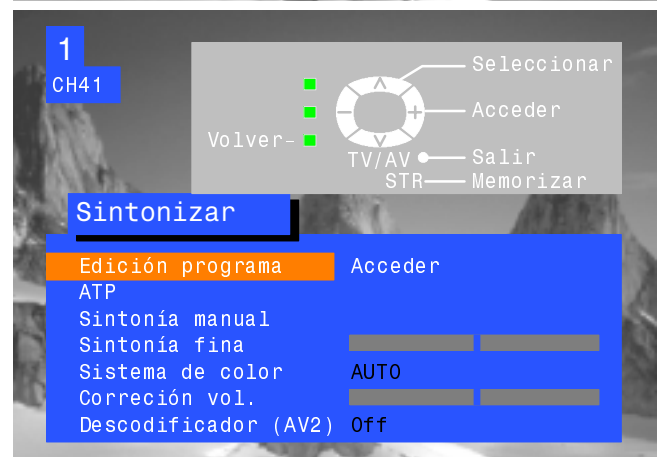 1
CH41
Seleccionar
Acceder
Volver
TV/AV Salir
STR Memorizar
Sintonizar
Edición programa Acceder
ATP
Sintonía manual
Sintonía fina
Sistema de color AUTO
Correción vol.
Descodificador (AV2) Off